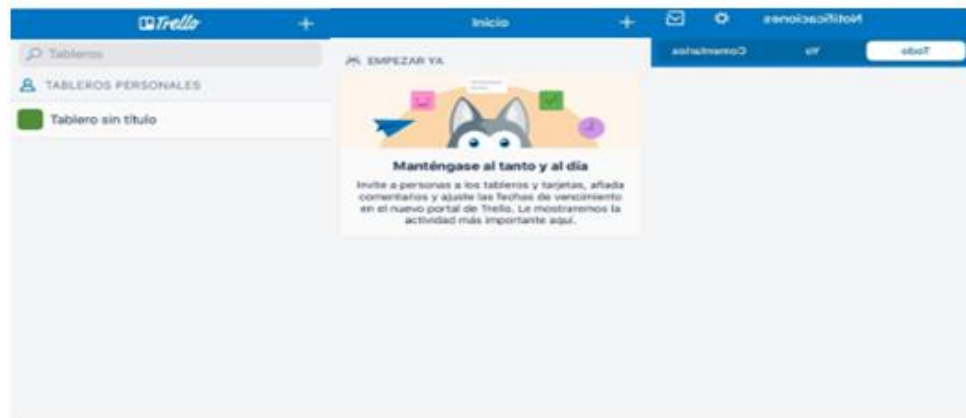 Trello
Tableros
TABLEROS PERSONALES
Tablero sin título
Inicio
EMPEZAR YA
Manténgase al tanto y al día
Invite a personas a los tableros y tarjetas, añada
comentarios y ajuste las fechas de vencimiento
en el nuevo portal de Trello. Le mostraremos la
actividad más importante aquí.
Notificaciones
Todo
Yo
Comentarios